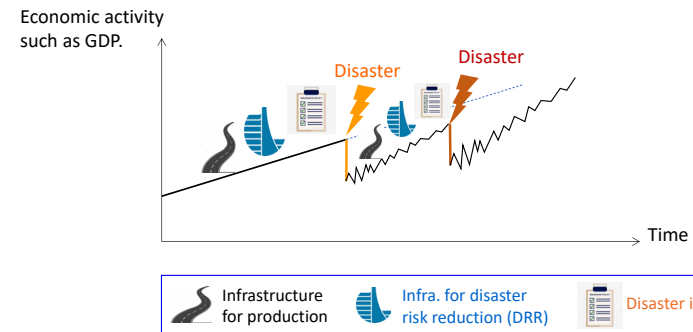 Economic activity
such as GDP.
Disaster
Disaster
Time
Infrastructure
for production
Infra. for disaster
risk reduction (DRR)
Disaster i